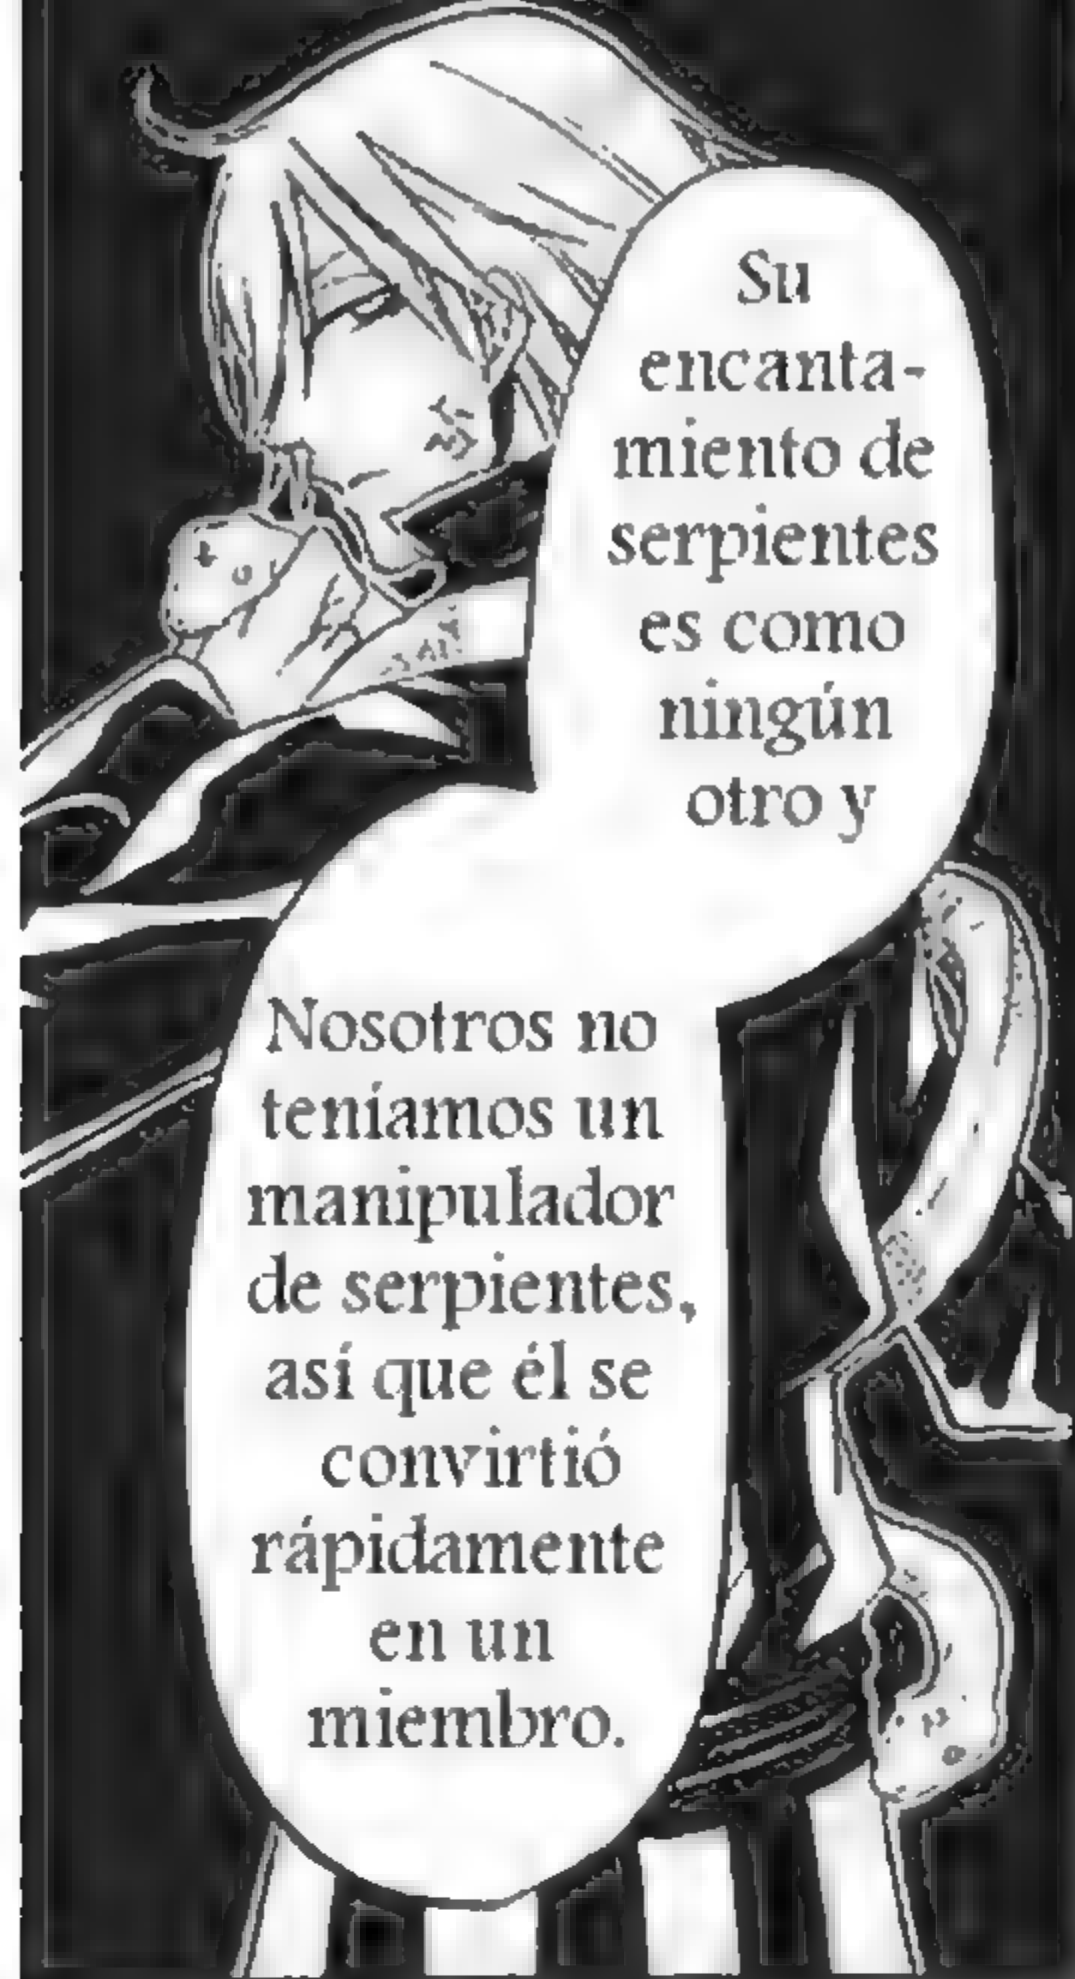 Su
encanta-
miento de
serpientes
es como
ningún
otro y
Nosotros no
teníamos un
manipulador
de serpientes,
así que él se
convirtió
rápidamente
en un
miembro.